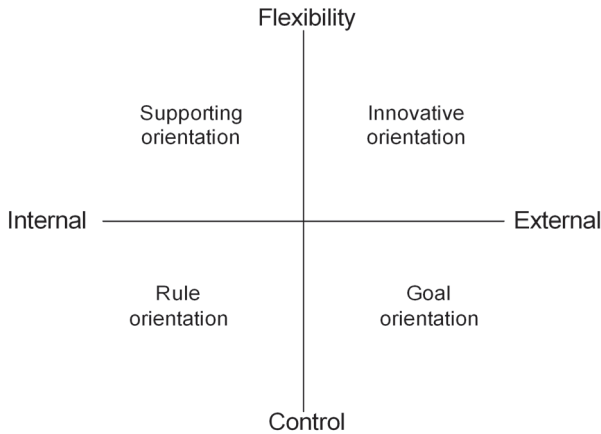 Flexibility
Supporting
orientation
Innovative
orientation
Internal
External
Rule
orientation
Goal
orientation
Control